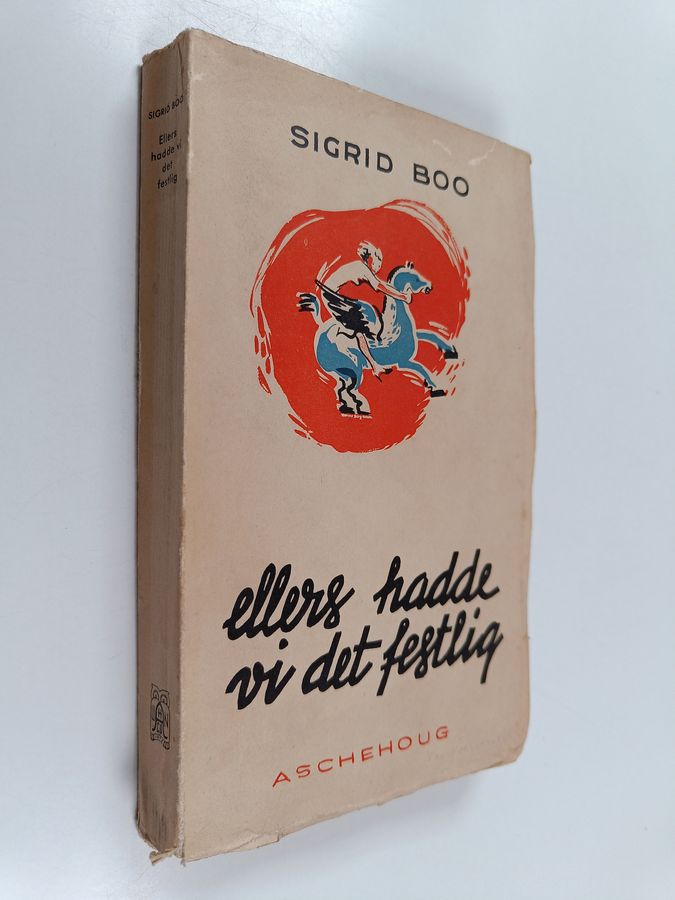 SIGRID BOO
Ellers
hadde vi
det
festlig
SIGRID BOO
ellers hadde
vi det festlig
ASCHEHOUG